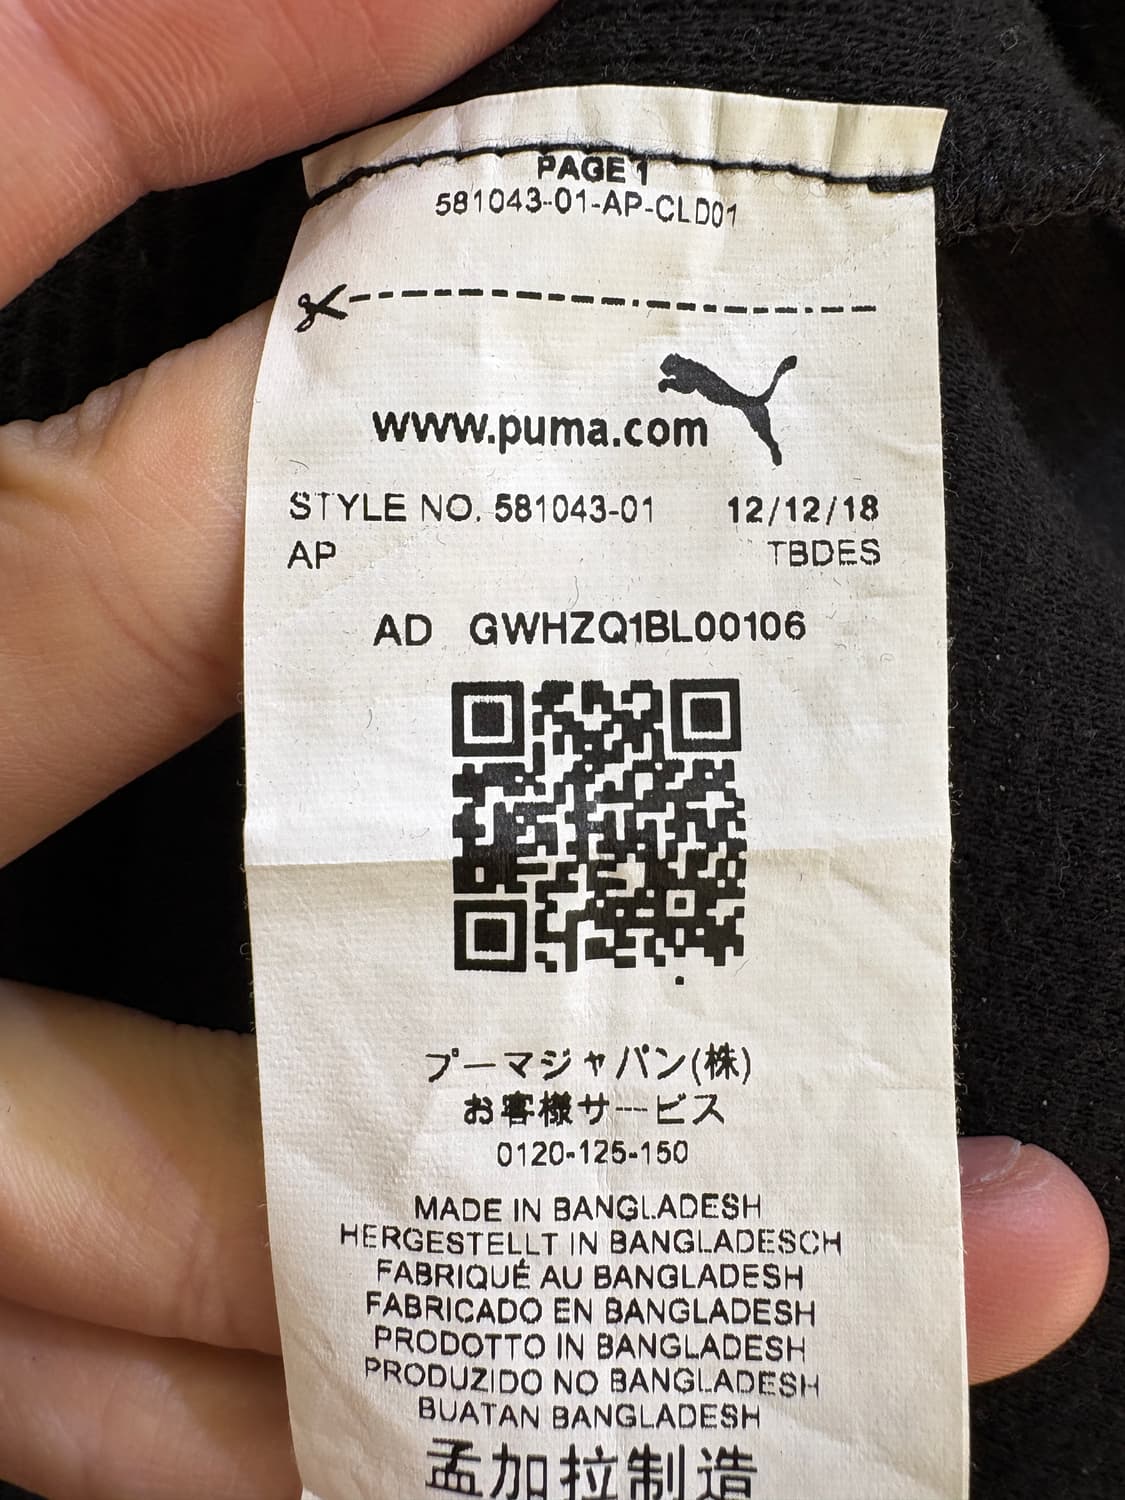 PAGE 1
581043-01-AP-CLD01
www.puma.com
STYLE NO. 581043-01 12/12/18
AP TBDES
AD GWHZQ1BL00106
プーマジャパン(株)
お客様サービス
0120-125-150
MADE IN BANGLADESH
HERGESTELLT IN BANGLADESCH
FABRIQUÉ AU BANGLADESH
FABRICADO EN BANGLADESH
PRODOTTO IN BANGLADESH
PRODUZIDO NO BANGLADESH
BUATAN BANGLADESH
孟加拉制造